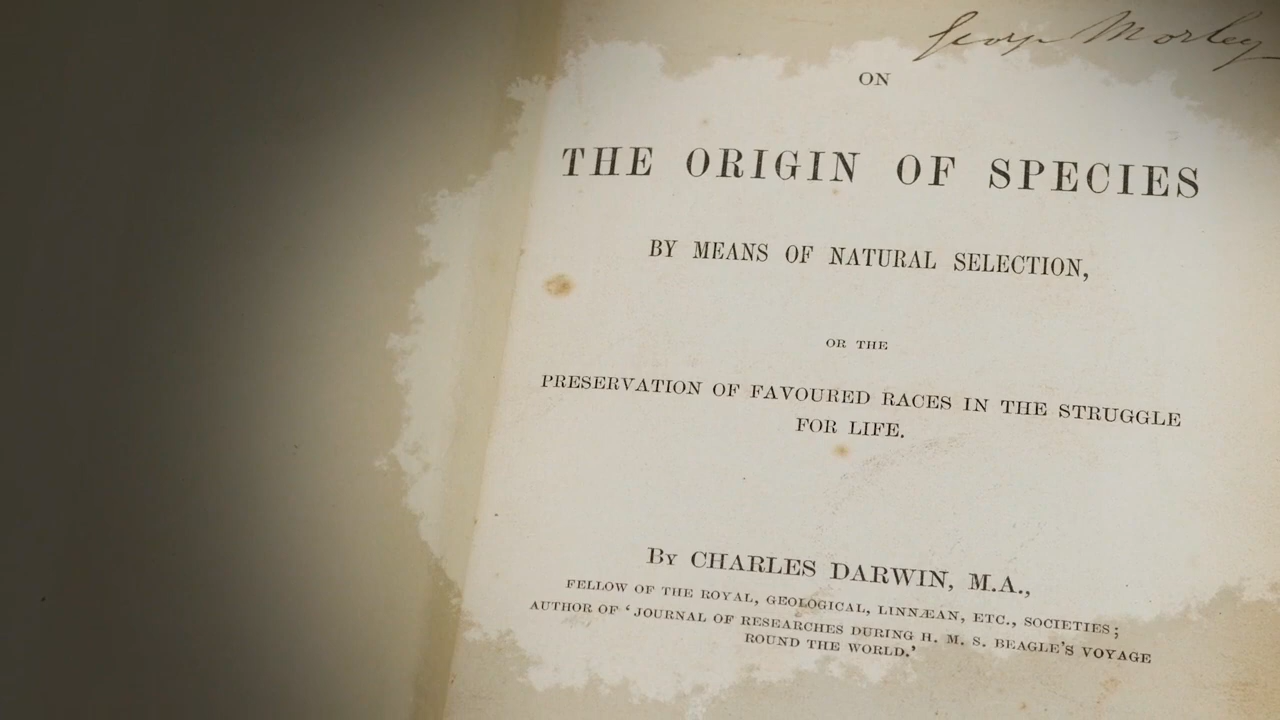 George Morley
ON
THE ORIGIN OF SPECIES
BY MEANS OF NATURAL SELECTION,
OR THE
PRESERVATION OF FAVOURED RACES IN THE STRUGGLE
FOR LIFE.
By CHARLES DARWIN, M.A.,
FELLOW OF THE ROYAL, GEOLOGICAL, LINNÆAN, ETC., SOCIETIES;
AUTHOR OF ‘JOURNAL OF RESEARCHES DURING H. M. S. BEAGLE'S VOYAGE
ROUND THE WORLD.’